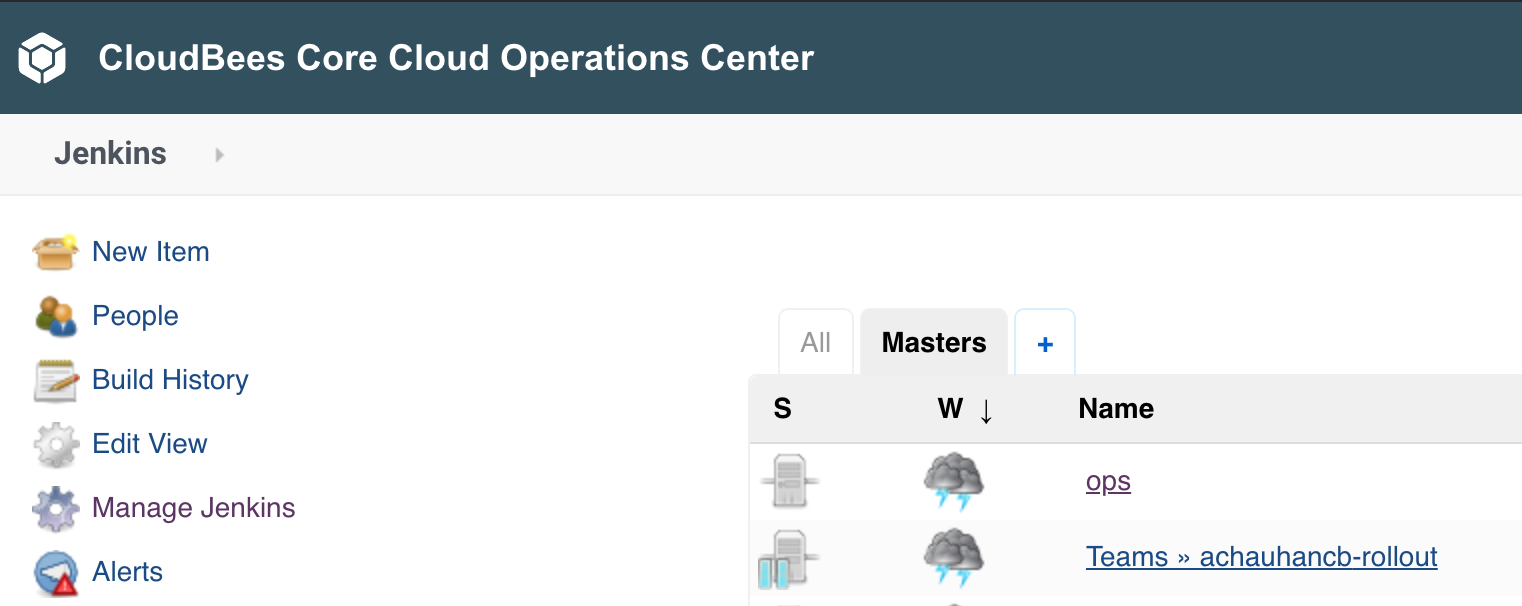 CloudBees Core Cloud Operations Center
Jenkins
New Item
People
Build History
Edit View
Manage Jenkins
Alerts
All Masters +
S W ↓ Name
ops
Teams » achauhancb-rollout